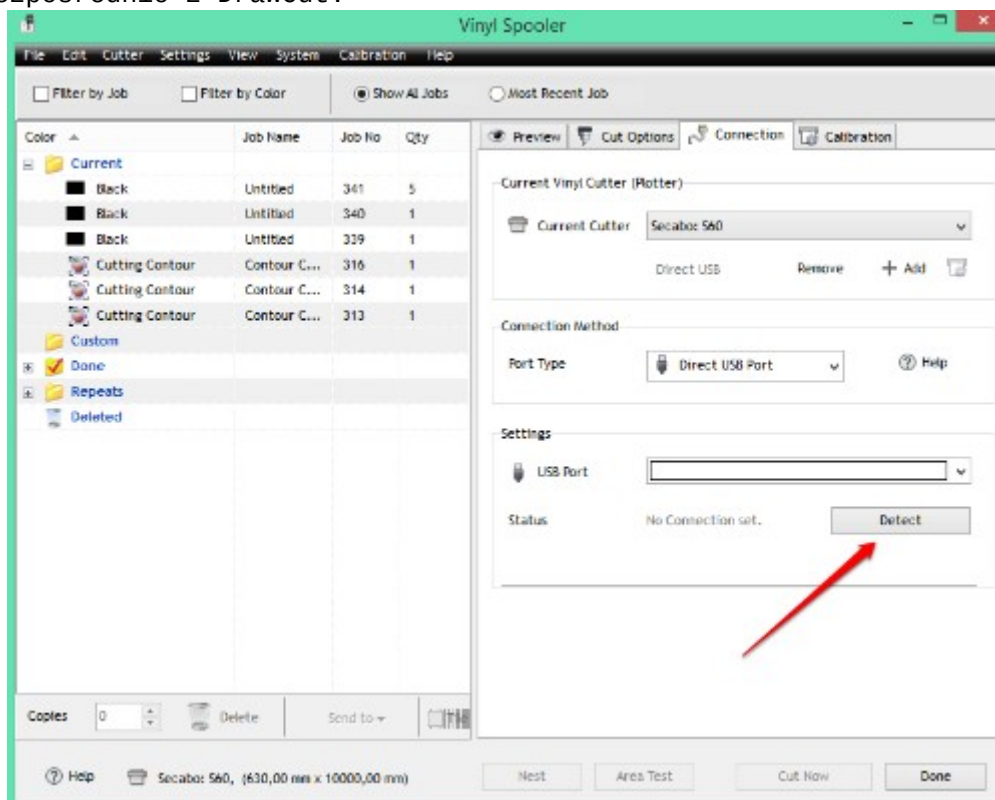 Vinyl Spooler
File Edit Cutter Settings View System Calibration Help
Filter by Job Filter by Color Show All Jobs Most Recent Job
Color Job Name Job No Qty
Current
Black Untitled 341 5
Black Untitled 340 1
Black Untitled 339 1
Cutting Contour Contour C... 316 1
Cutting Contour Contour C... 314 1
Cutting Contour Contour C... 313 1
Custom
Done
Repeats
Deleted
Copies 0 Delete Send to
Preview Cut Options Connection Calibration
Current Vinyl Cutter (Plotter)
Current Cutter Secabo: S60
Direct USB Remove + Add
Connection Method
Port Type Direct USB Port Help
Settings
USB Port
Status No Connection set. Detect
Help Secabo: S60, (630,00 mm x 10000,00 mm) Nest Area Test Cut Now Done